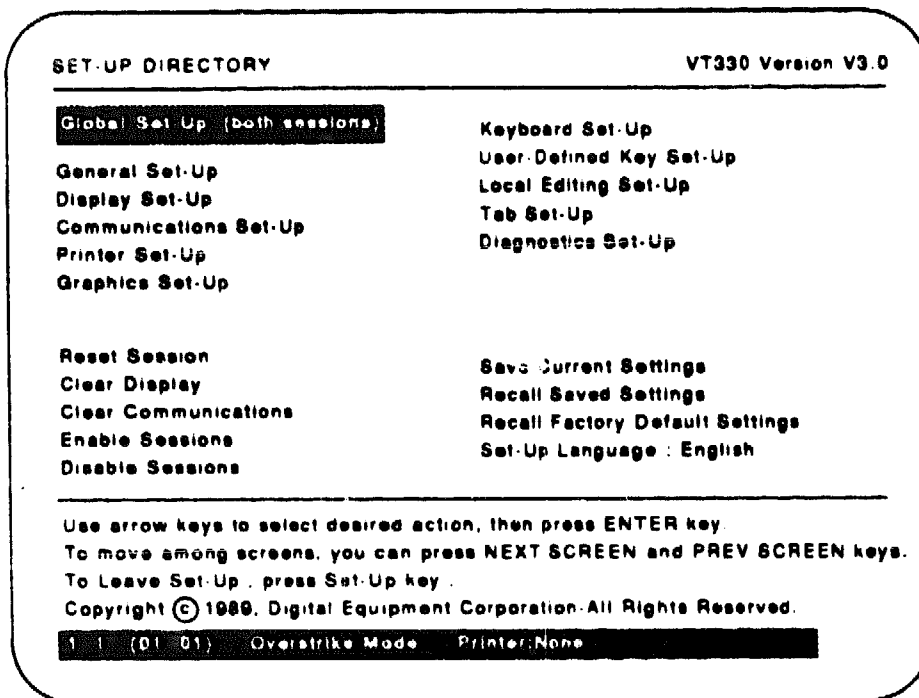 SET-UP DIRECTORY VT330 Version V3.0
Global Set-Up (both sessions)
General Set-Up
Display Set-Up
Communications Set-Up
Printer Set-Up
Graphics Set-Up
Keyboard Set-Up
User-Defined Key Set-Up
Local Editing Set-Up
Tab Set-Up
Diagnostics Set-Up
Reset Session
Clear Display
Clear Communications
Enable Sessions
Disable Sessions
Save Current Settings
Recall Saved Settings
Recall Factory Default Settings
Set-Up Language : English
Use arrow keys to select desired action, then press ENTER key.
To move among screens, you can press NEXT SCREEN and PREV SCREEN keys.
To Leave Set-Up , press Set-Up key .
Copyright © 1989, Digital Equipment Corporation-All Rights Reserved.
1 1 (01 01) Overstrike Mode Printer:None